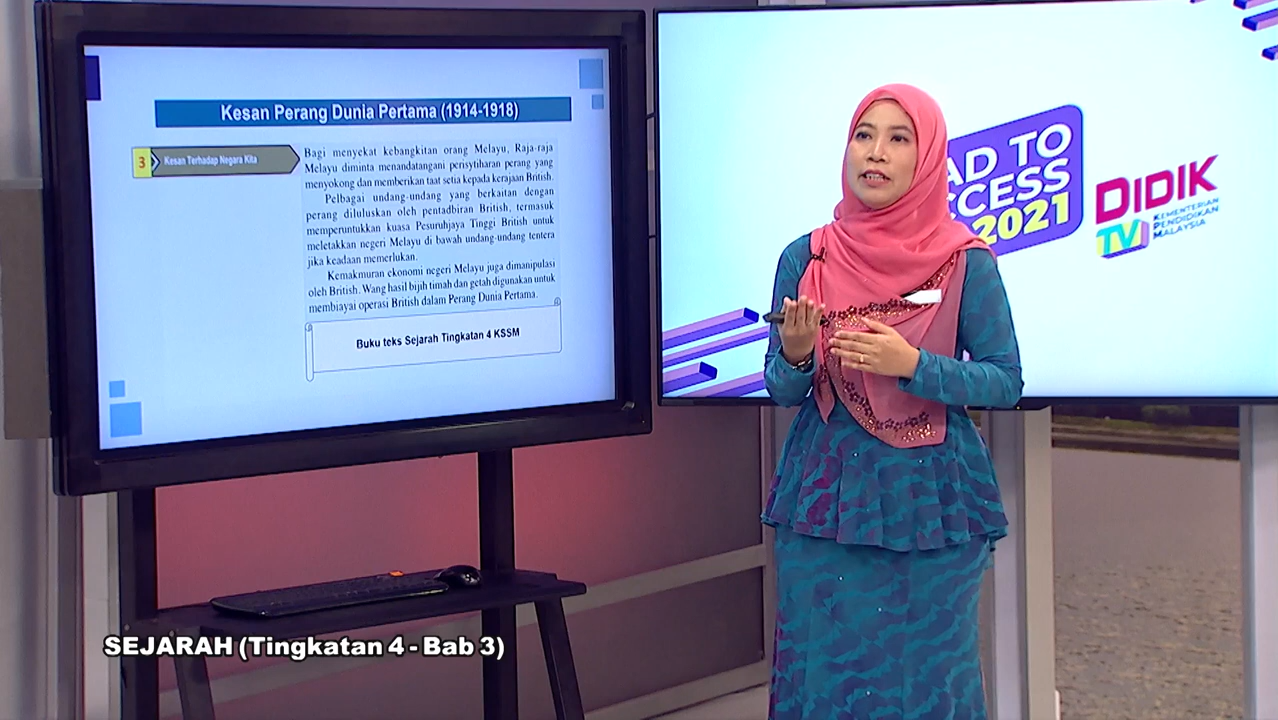 Kesan Perang Dunia Pertama (1914-1918)
3
Kesan Terhadap Negara Kita
Bagi menyekat kebangkitan orang Melayu, Raja-raja
Melayu diminta menandatangani perisytiharan perang yang
menyokong dan memberikan taat setia kepada kerajaan British.
Pelbagai undang-undang yang berkaitan dengan
perang diluluskan oleh pentadbiran British, termasuk
memperuntukkan kuasa Pesuruhjaya Tinggi British untuk
meletakkan negeri Melayu di bawah undang-undang tentera
jika keadaan memerlukan.
Kemakmuran ekonomi negeri Melayu juga dimanipulasi
oleh British. Wang hasil bijih timah dan getah digunakan untuk
membiayai operasi British dalam Perang Dunia Pertama.
Buku teks Sejarah Tingkatan 4 KSSM
AD TO
CCESS
2021
DIDIK
TV
KEMENTERIAN
PENDIDIKAN
MALAYSIA
SEJARAH (Tingkatan 4 - Bab 3)